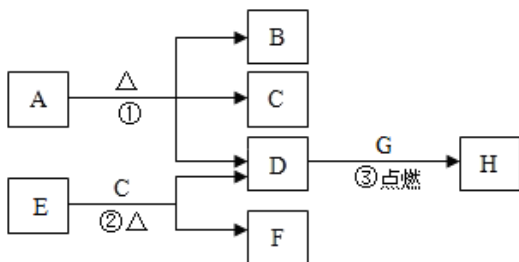 B
A △ ① C
D G ③点燃 H
E C ②△
F